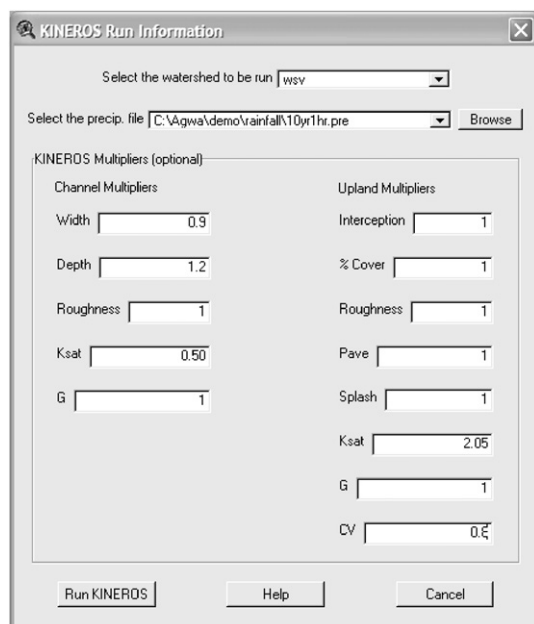 KINEROS Run Information
Select the watershed to be run wsv
Select the precip. file C:\Agwa\demo\rainfall\10yr1hr.pre Browse
KINEROS Multipliers (optional)
Channel Multipliers
Width 0.9
Depth 1.2
Roughness 1
Ksat 0.50
G 1
Upland Multipliers
Interception 1
% Cover 1
Roughness 1
Pave 1
Splash 1
Ksat 2.05
G 1
CV
Run KINEROS Help Cancel